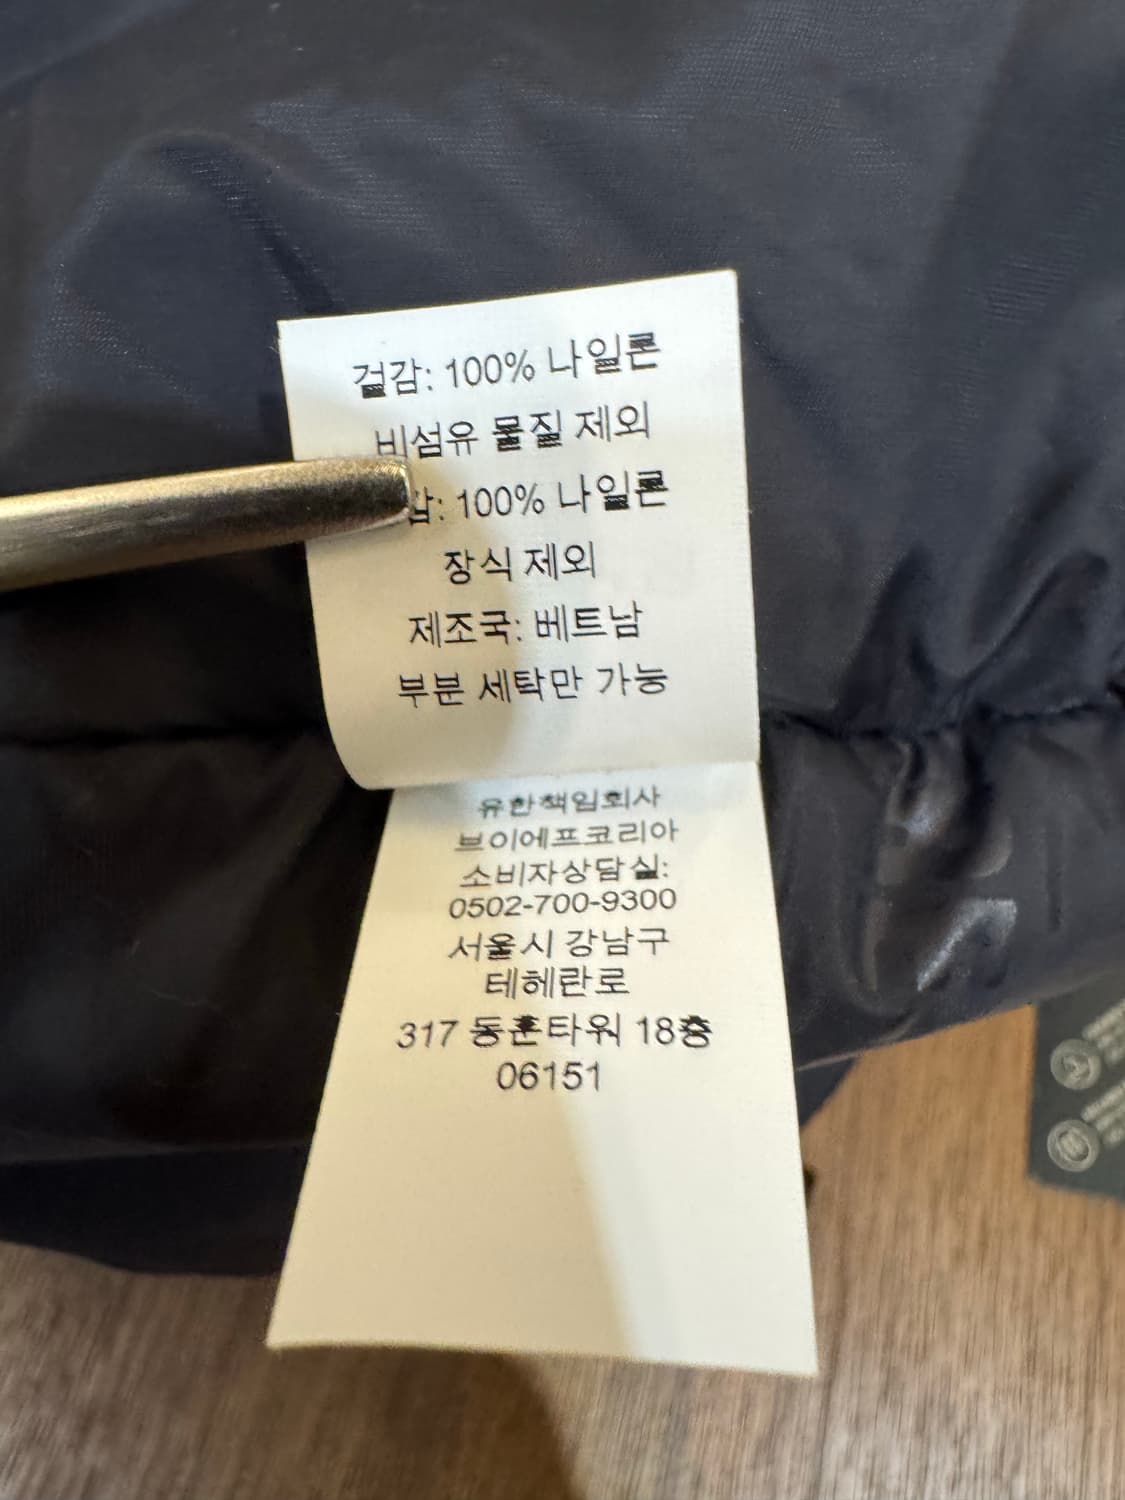 겉감: 100% 나일론
비섬유 물질 제외
100% 나일론
장식 제외
제조국: 베트남
부분 세탁만 가능
유한책임회사
브이에프코리아
소비자상담실:
0502-700-9300
서울시 강남구
테헤란로
317 동훈타워 18층
06151